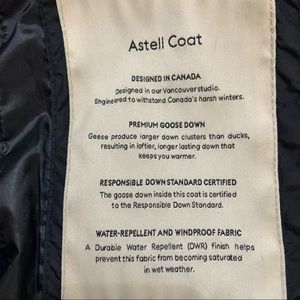 Astell Coat
DESIGNED IN CANADA
Designed in our Vancouver studio.
Engineered to withstand Canada's harsh winters.
PREMIUM GOOSE DOWN
Geese produce larger down clusters than ducks,
resulting in loftier, longer lasting down that
keeps you warmer.
RESPONSIBLE DOWN STANDARD CERTIFIED
The goose down inside this coat is certified
to the Responsible Down Standard.
WATER-REPELLENT AND WINDPROOF FABRIC
A Durable Water Repellent (DWR) finish helps
prevent this fabric from becoming saturated
in wet weather.